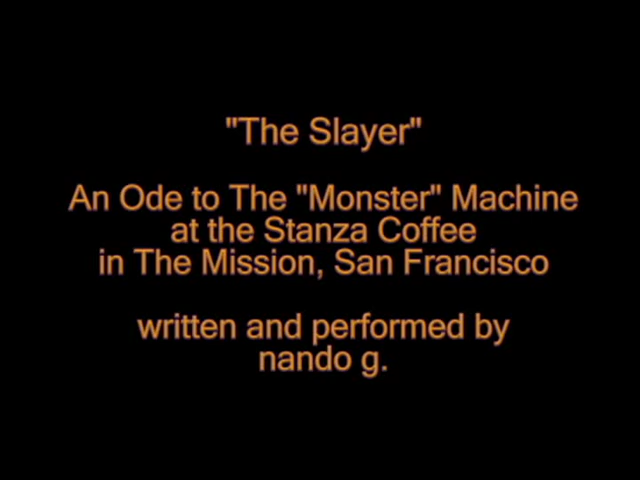 "The Slayer"
An Ode to The "Monster" Machine
at the Stanza Coffee
in The Mission, San Francisco
written and performed by
nando g.